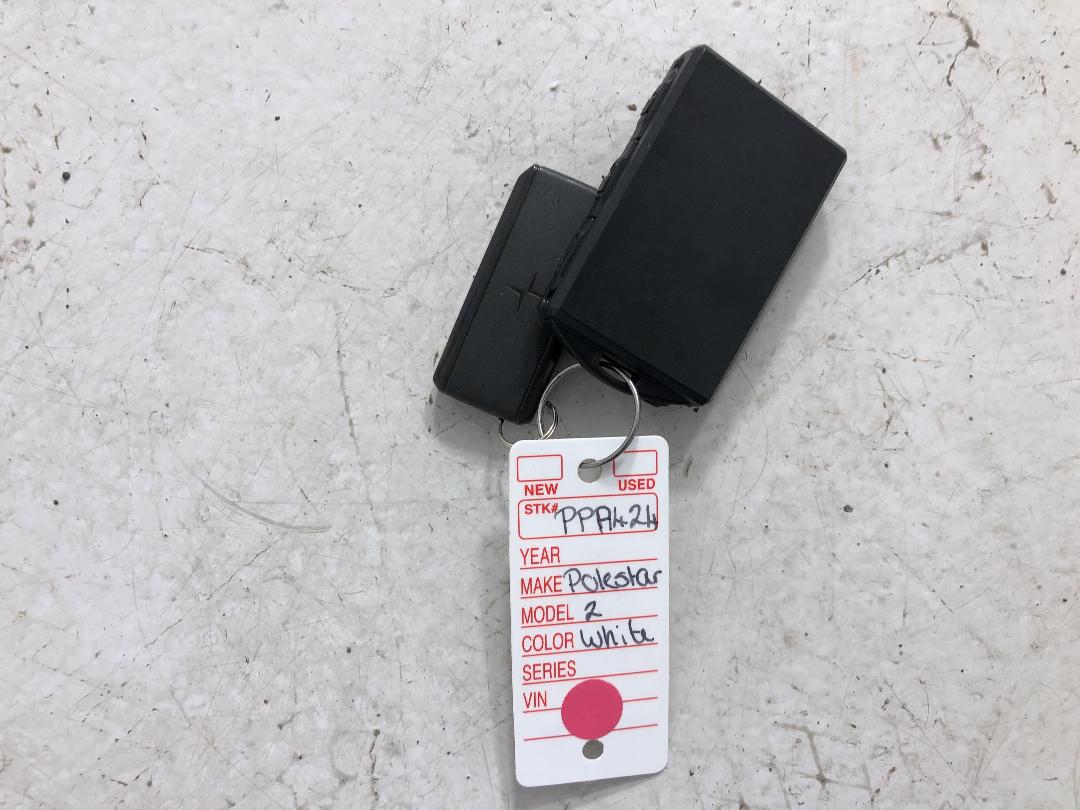 NEW USED
STK# PPA424
YEAR
MAKE Polestar
MODEL 2
COLOR White
SERIES
VIN